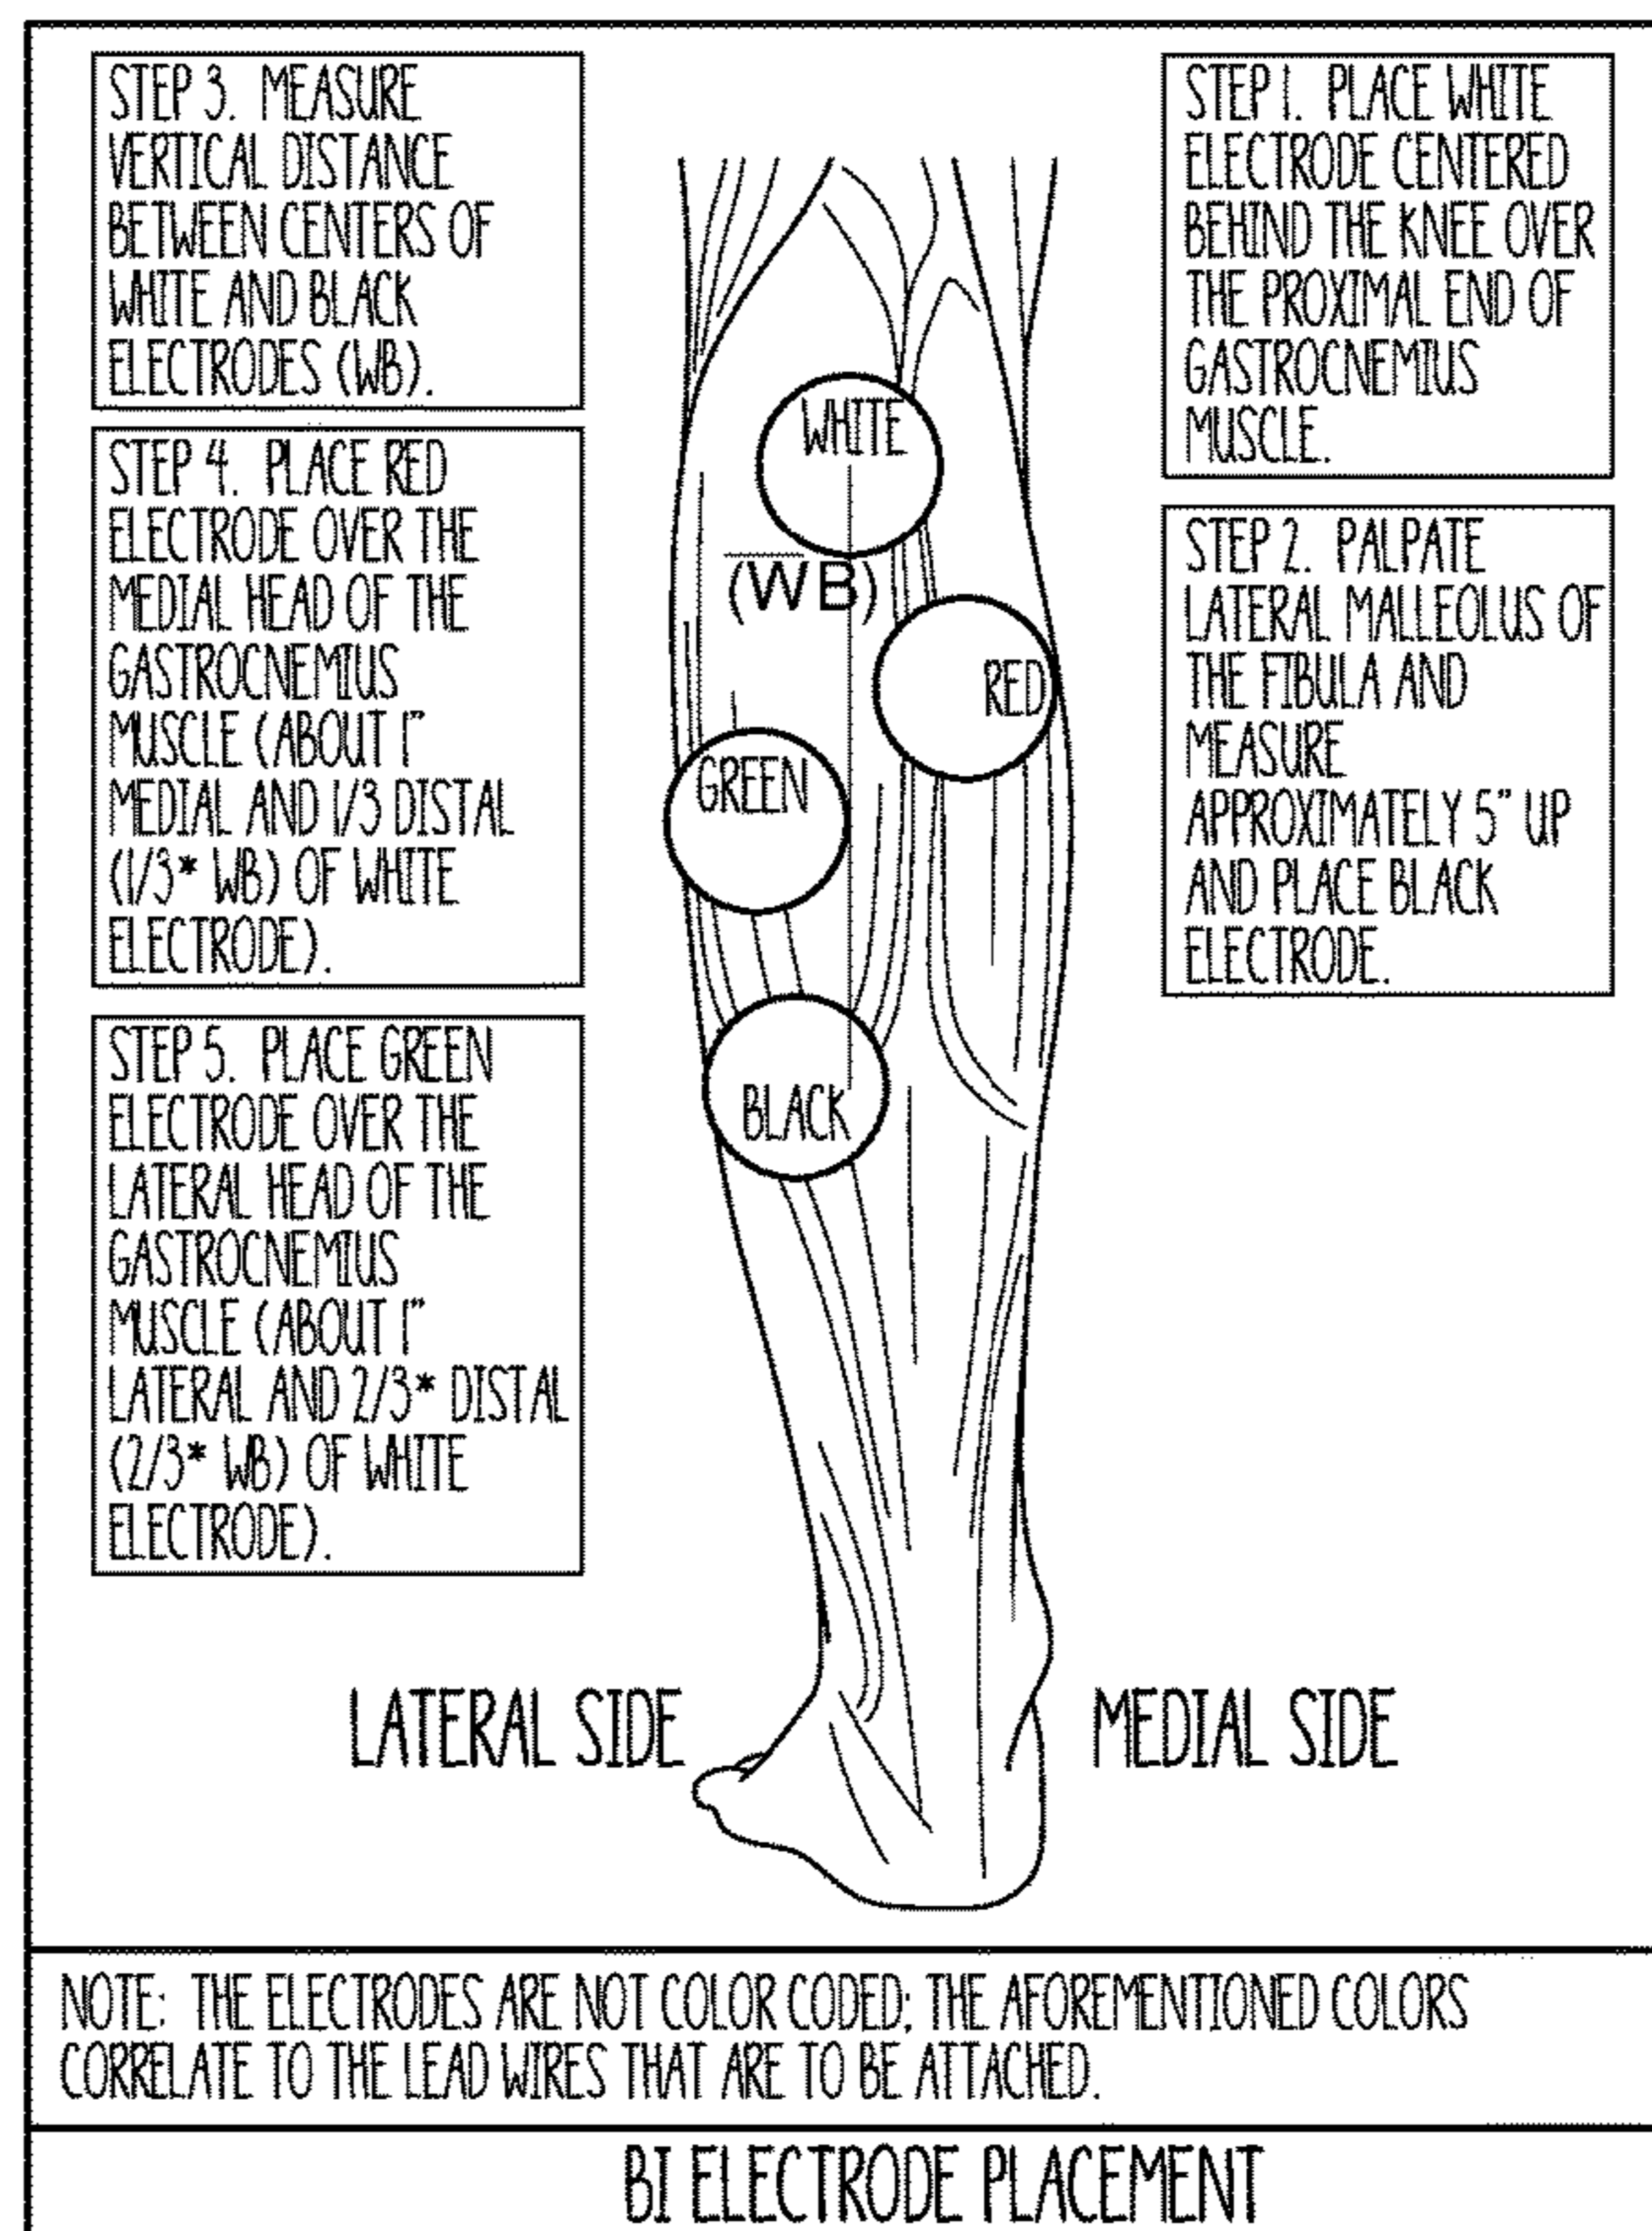 STEP 3. MEASURE
VERTICAL DISTANCE
BETWEEN CENTERS OF
WHITE AND BLACK
ELECTRODES (WB).
STEP 4. PLACE RED
ELECTRODE OVER THE
MEDIAL HEAD OF THE
GASTROCNEMIUS
MUSCLE (ABOUT 1"
MEDIAL AND 1/3 DISTAL
(1/3* WB) OF WHITE
ELECTRODE).
STEP 5. PLACE GREEN
ELECTRODE OVER THE
LATERAL HEAD OF THE
GASTROCNEMIUS
MUSCLE (ABOUT 1"
LATERAL AND 2/3* DISTAL
(2/3* WB) OF WHITE
ELECTRODE).
WHITE
(WB)
RED
GREEN
BLACK
STEP 1. PLACE WHITE
ELECTRODE CENTERED
BEHIND THE KNEE OVER
THE PROXIMAL END OF
GASTROCNEMIUS
MUSCLE.
STEP 2. PALPATE
LATERAL MALLEOLUS OF
THE FIBULA AND
MEASURE
APPROXIMATELY 5" UP
AND PLACE BLACK
ELECTRODE.
LATERAL SIDE
MEDIAL SIDE
NOTE: THE ELECTRODES ARE NOT COLOR CODED; THE AFOREMENTIONED COLORS
CORRELATE TO THE LEAD WIRES THAT ARE TO BE ATTACHED.
BI ELECTRODE PLACEMENT